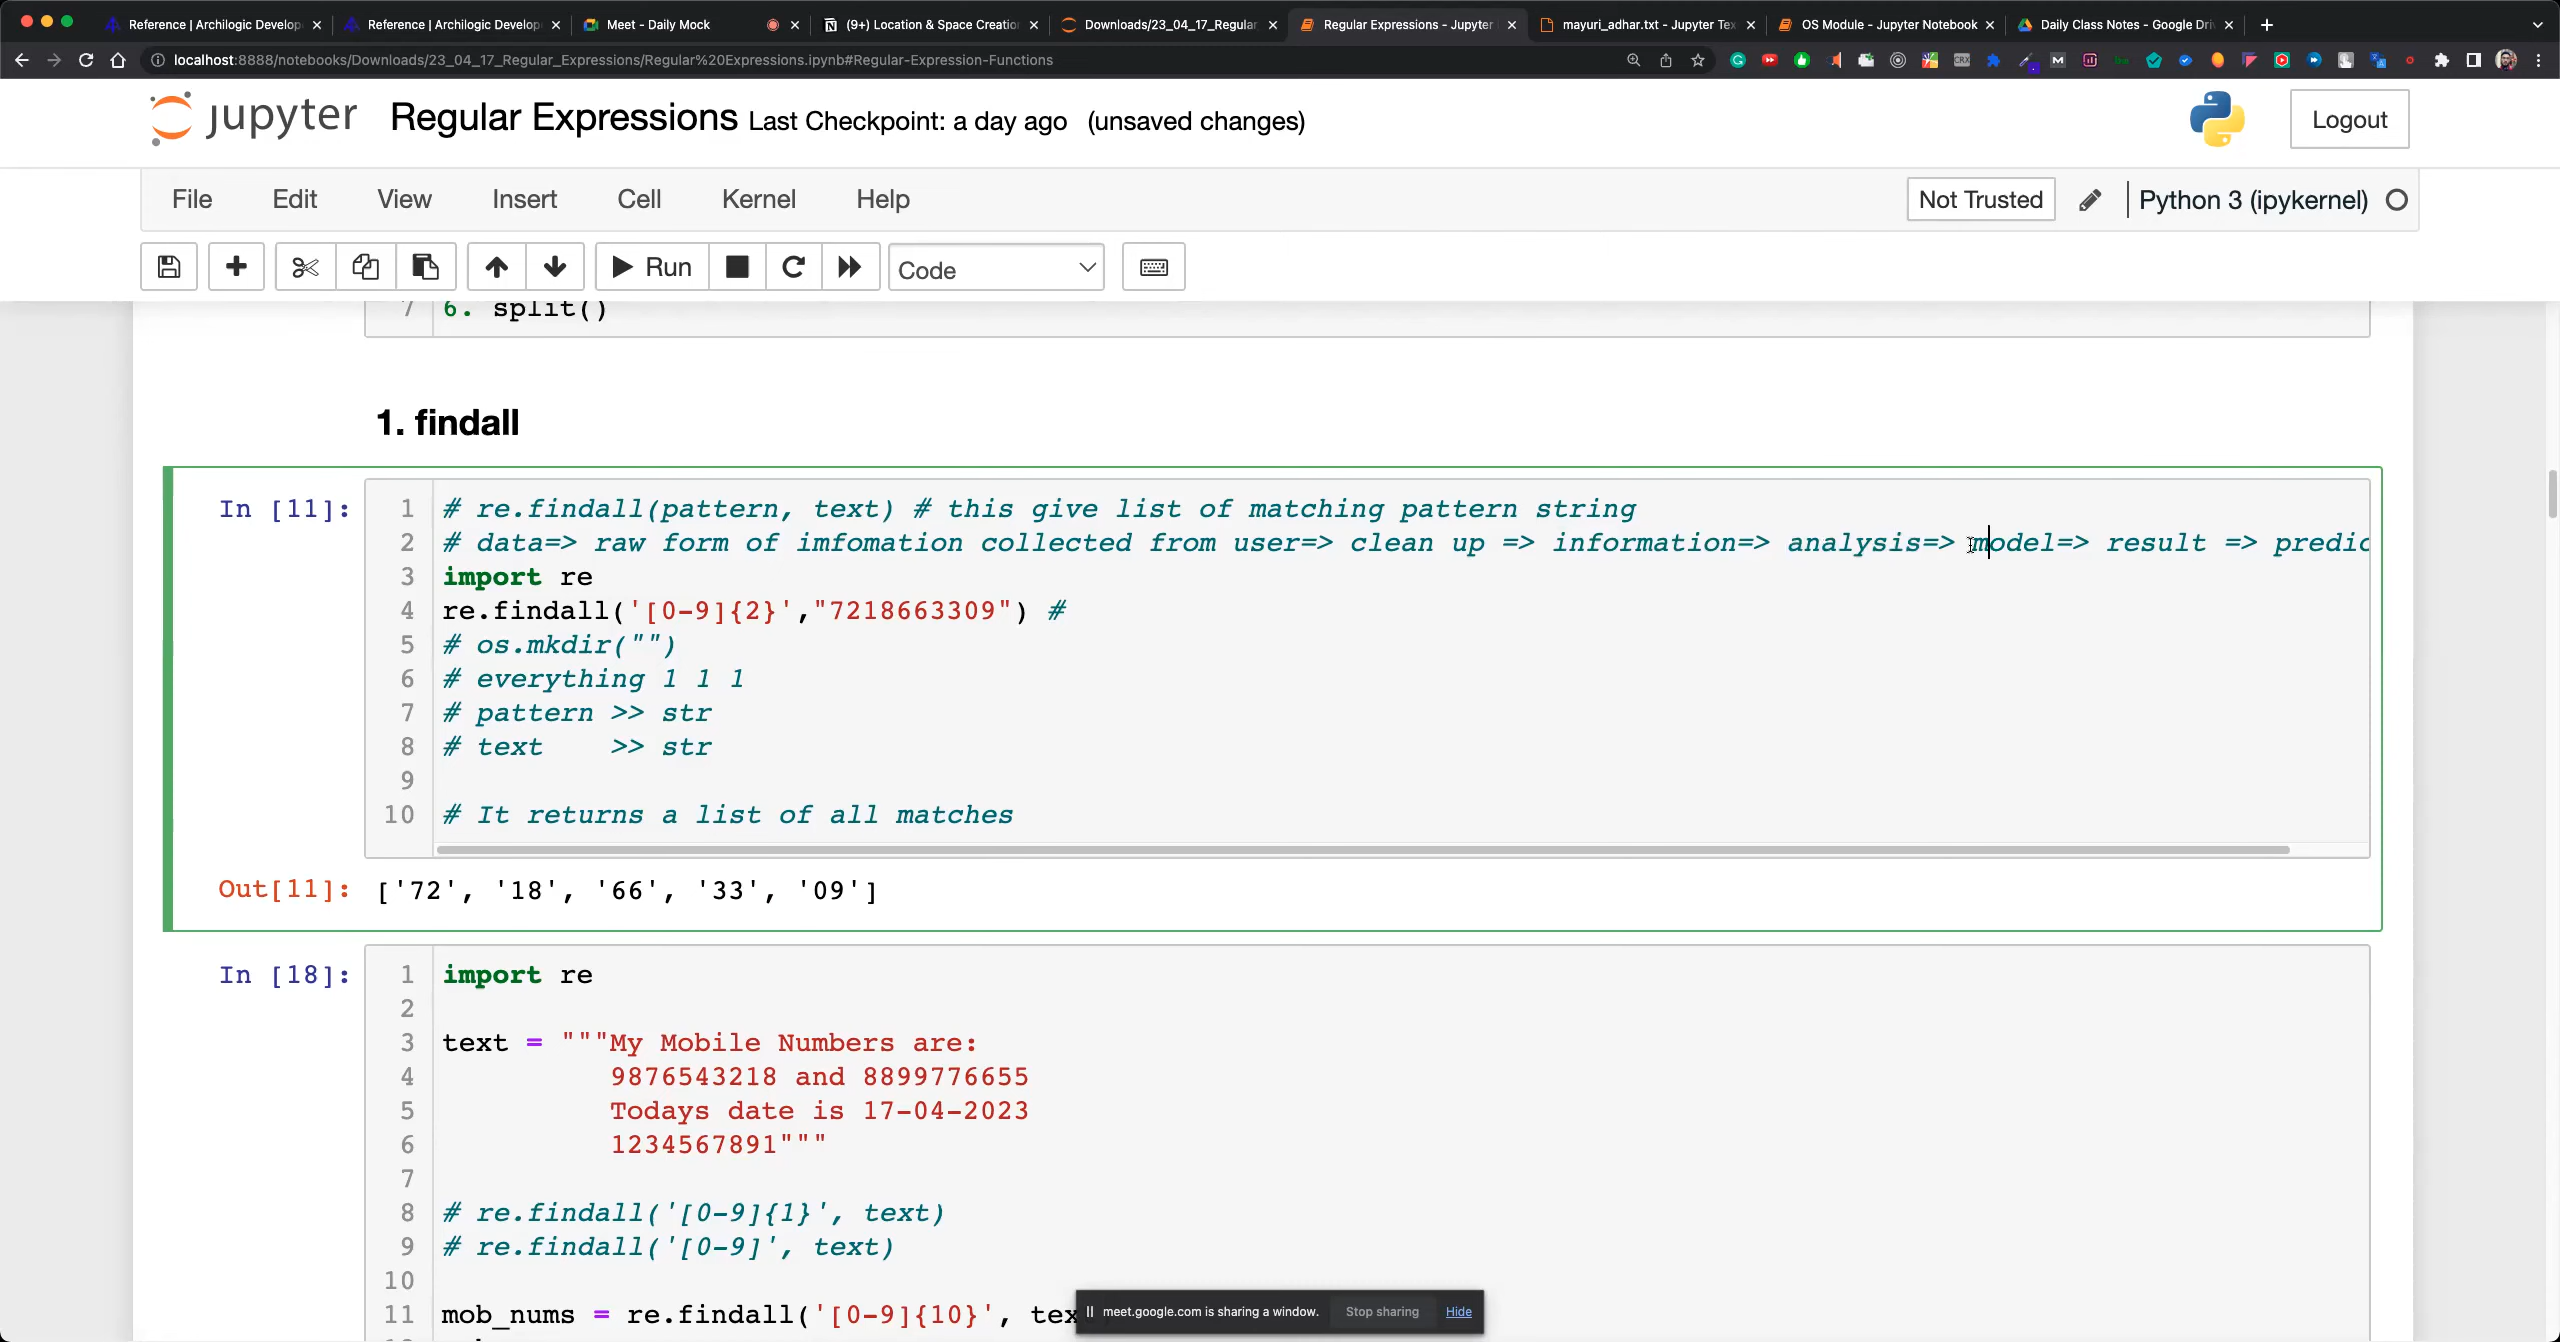 Reference | Archilogic Develop
Reference | Archilogic Develop
Meet - Daily Mock
(9+) Location & Space Creation
Downloads/23_04_17_Regular
Regular Expressions - Jupyter
mayuri_adhar.txt - Jupyter Tex
OS Module - Jupyter Notebook
Daily Class Notes - Google Dri
localhost:8888/notebooks/Downloads/23_04_17_Regular_Expressions/Regular%20Expressions.ipynb#Regular-Expression-Functions
jupyter Regular Expressions Last Checkpoint: a day ago (unsaved changes)
Logout
File Edit View Insert Cell Kernel Help
Not Trusted
Python 3 (ipykernel)
Run
Code
7 6. split()
1. findall
In [11]:
1 # re.findall(pattern, text) # this give list of matching pattern string
2 # data=> raw form of imfomation collected from user=> clean up => information=> analysis=> model=> result => predic
3 import re
4 re.findall('[0-9]{2}',"7218663309") #
5 # os.mkdir("")
6 # everything 1 1 1
7 # pattern >> str
8 # text    >> str
9
10 # It returns a list of all matches
Out[11]: ['72', '18', '66', '33', '09']
In [18]:
1 import re
2
3 text = """My Mobile Numbers are:
4 9876543218 and 8899776655
5 Todays date is 17-04-2023
6 1234567891"""
7
8 # re.findall('[0-9]{1}', text)
9 # re.findall('[0-9]', text)
10
11 mob_nums = re.findall('[0-9]{10}', tex
meet.google.com is sharing a window.
Stop sharing
Hide